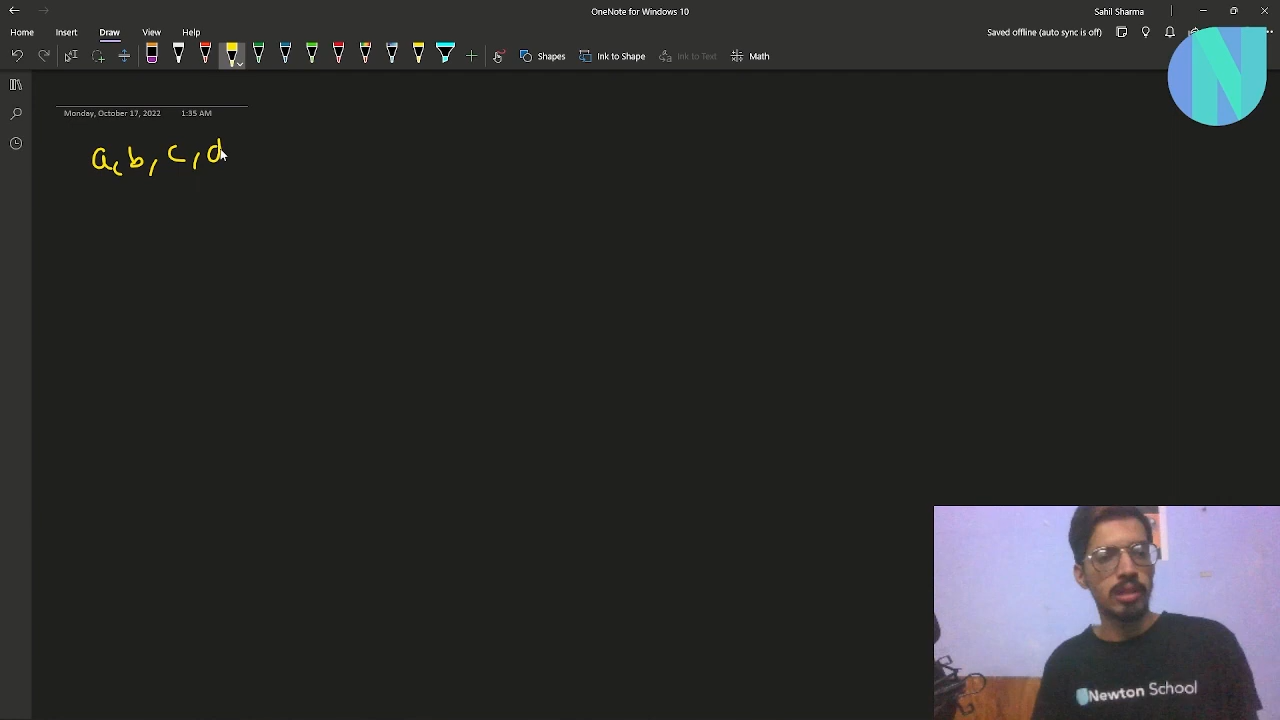 OneNote for Windows 10
Sahil Sharma
Home Insert Draw View Help
Saved offline (auto sync is off)
Shapes Ink to Shape Ink to Text Math
Monday, October 17, 2022 1:35 AM
a, b, c, d
Newton School